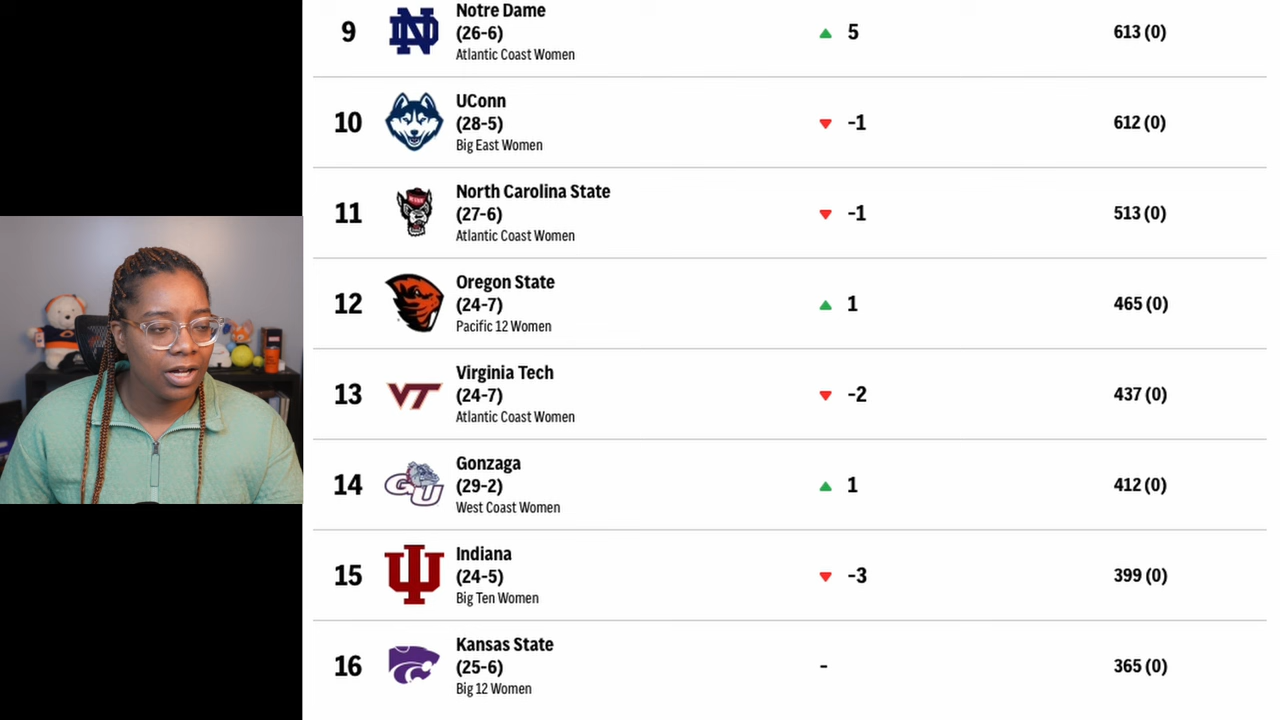 9
Notre Dame
(26-6)
Atlantic Coast Women
5
613 (0)
10
UConn
(28-5)
Big East Women
-1
612 (0)
11
North Carolina State
(27-6)
Atlantic Coast Women
-1
513 (0)
12
Oregon State
(24-7)
Pacific 12 Women
1
465 (0)
13
VT
Virginia Tech
(24-7)
Atlantic Coast Women
-2
437 (0)
14
GU
Gonzaga
(29-2)
West Coast Women
1
412 (0)
15
Indiana
(24-5)
Big Ten Women
-3
399 (0)
16
Kansas State
(25-6)
Big 12 Women
-
365 (0)